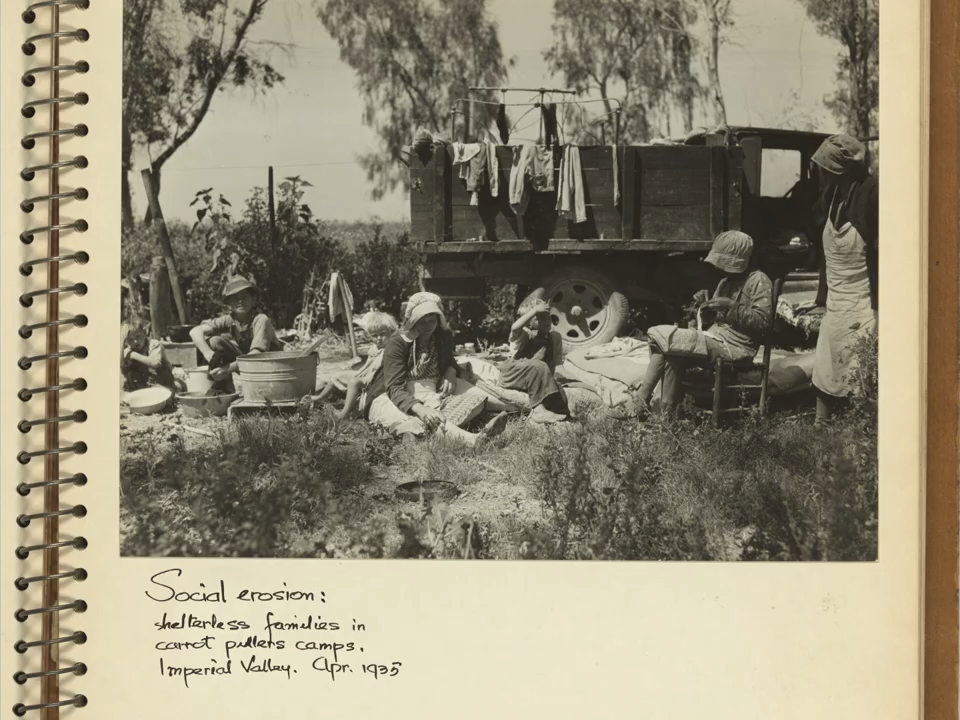 Social erosion:
shelterless families in
carrot pullers camps.
Imperial Valley. Apr. 1935